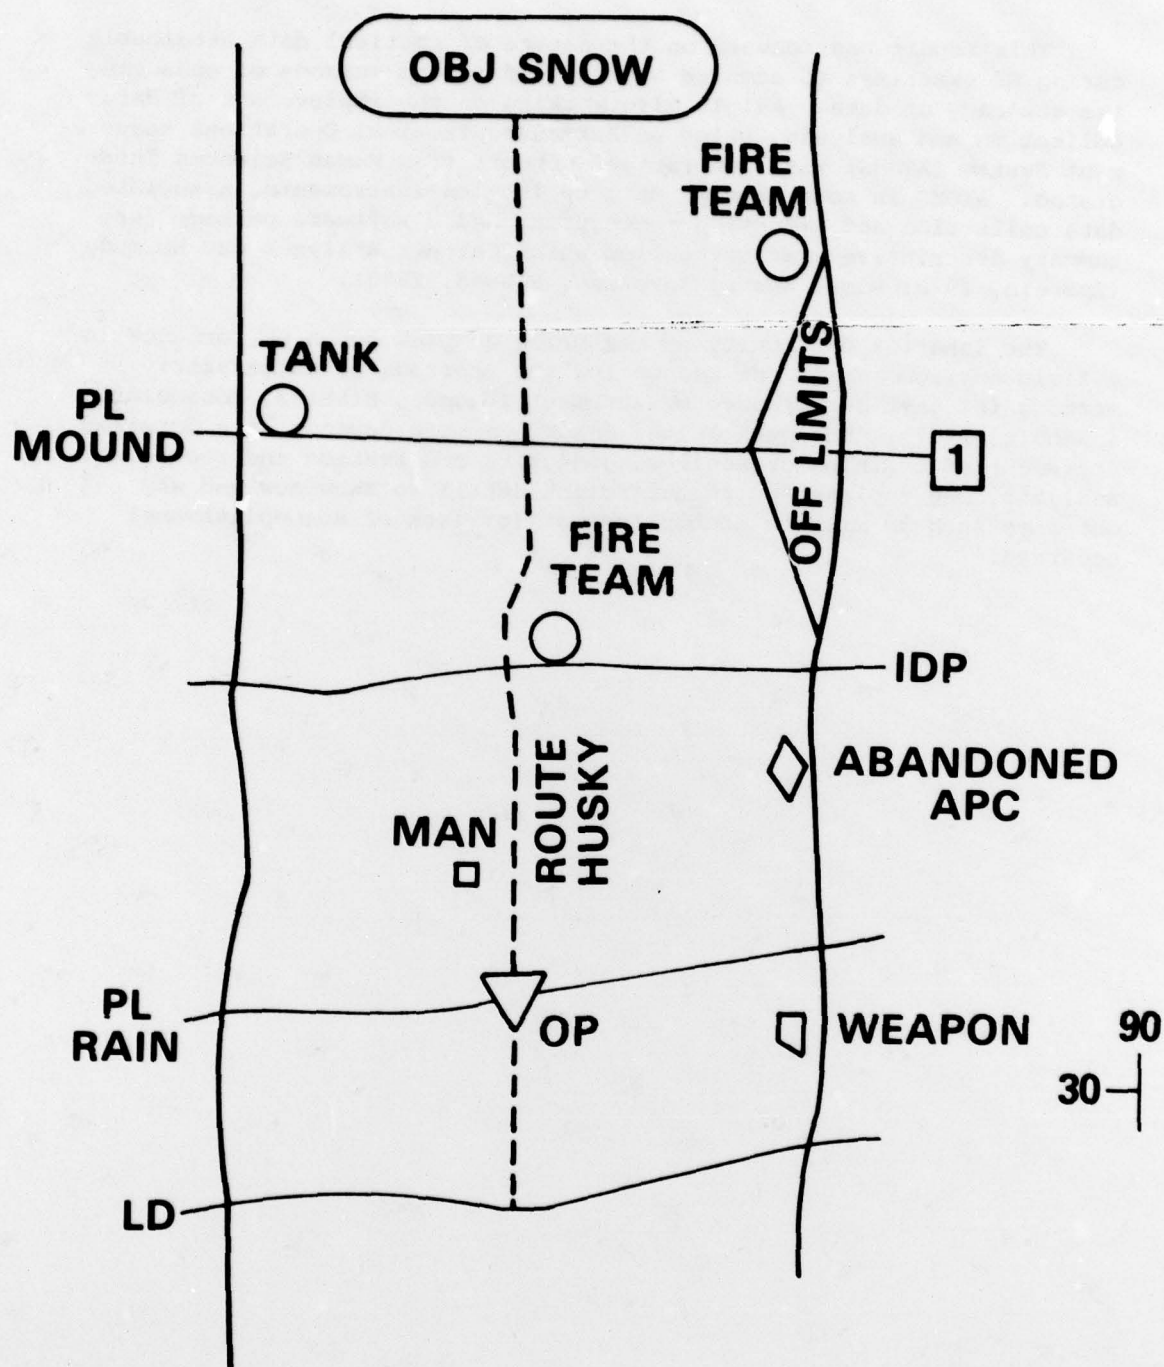 OBJ SNOW
FIRE
TEAM
TANK
PL
MOUND
OFF LIMITS
1
FIRE
TEAM
IDP
ROUTE
HUSKY
ABANDONED
APC
MAN
PL
RAIN
OP
WEAPON
90
30
LD